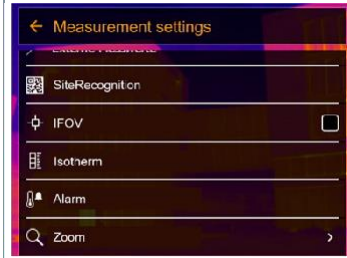 Measurement settings
SiteRecognition
IFOV
Isotherm
Alarm
Zoom